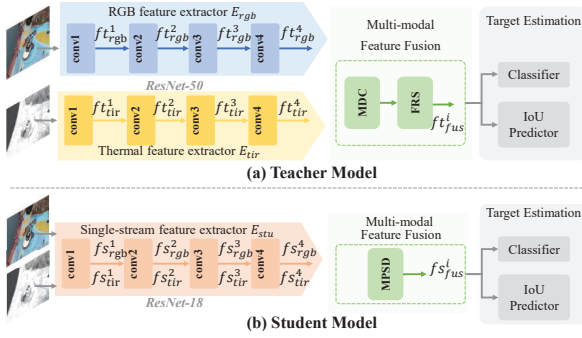 RGB feature extractor E_rgb
conv1 ft^1_rgb conv2 ft^2_rgb conv3 ft^3_rgb conv4 ft^4_rgb
ResNet-50
conv1 ft^1_tir conv2 ft^2_tir conv3 ft^3_tir conv4 ft^4_tir
Thermal feature extractor E_tir
Multi-modal
Feature Fusion
MDC FRS ft^i_fus
Target Estimation
Classifier
IoU
Predictor
(a) Teacher Model
Single-stream feature extractor E_stu
conv1 fs^1_rgb conv2 fs^2_rgb conv3 fs^3_rgb conv4 fs^4_rgb
fs^1_tir fs^2_tir fs^3_tir fs^4_tir
ResNet-18
Multi-modal
Feature Fusion
MPSD fs^i_fus
Target Estimation
Classifier
IoU
Predictor
(b) Student Model